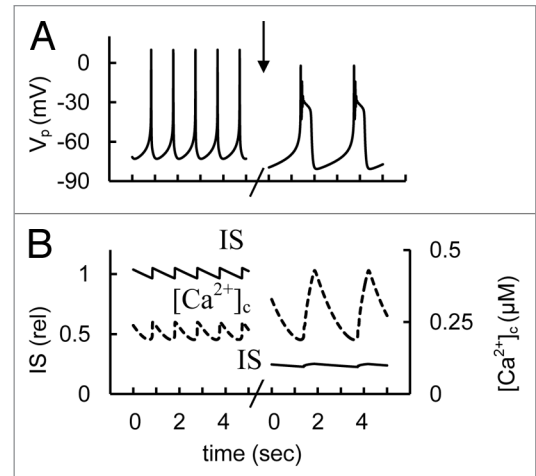 A
0
-30
-60
-90
Vp (mV)
B
IS
[Ca2+]c
IS
1
0.5
0
IS (rel)
0.5
0.25
0
[Ca2+]c (µM)
0 2 4 0 2 4
time (sec)